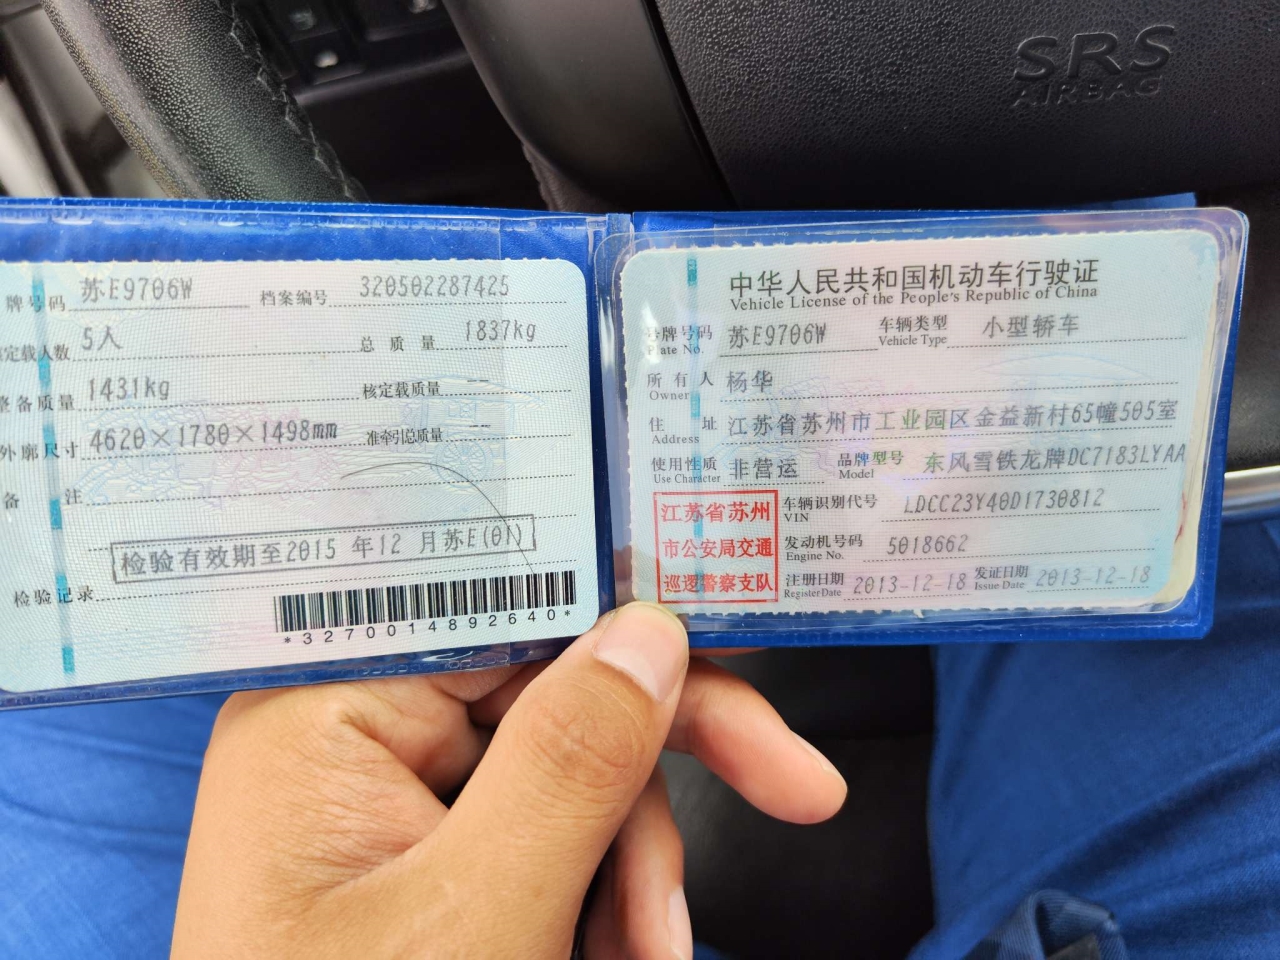 SRS
AIRBAG
牌号码 苏E9706W 档案编号 320502287425
定载人数 5人 总质量 1837kg
整备质量 1431kg 核定载质量 --
外廓尺寸 4620×1780×1498mm 准牵引总质量 --
备注
检验有效期至2015 年12 月苏E(01)
检验记录
*3270014892640*
中华人民共和国机动车行驶证
Vehicle License of the People's Republic of China
号牌号码 苏E9706W 车辆类型 小型轿车
Plate No. Vehicle Type
所有人 杨华
Owner
住址 江苏省苏州市工业园区金益新村65幢505室
Address
使用性质 非营运 品牌型号 东风雪铁龙牌DC7183LYAA
Use Character Model
江苏省苏州
市公安局交通
巡逻警察支队
车辆识别代号 LDCC23Y40D1730812
VIN
发动机号码 5018662
Engine No.
注册日期 2013-12-18 发证日期 2013-12-18
Register Date Issue Date